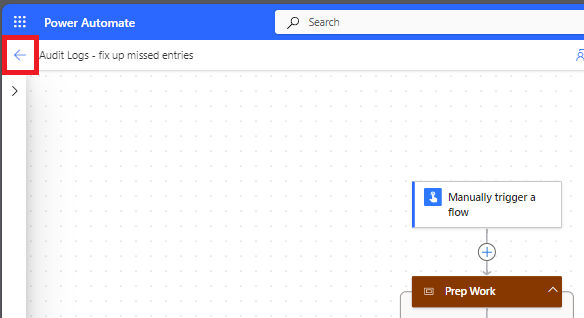 Power Automate
Search
Audit Logs - fix up missed entries
Manually trigger a
flow
Prep Work